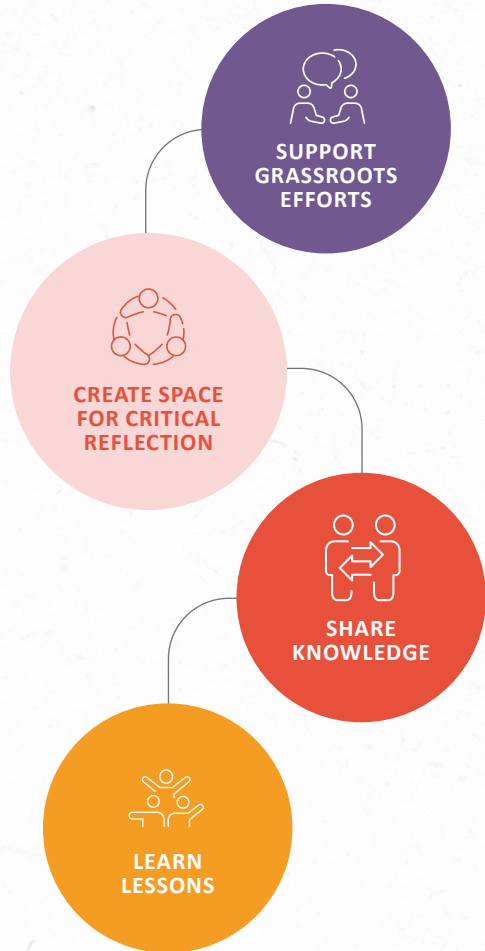 SUPPORT
GRASSROOTS
EFFORTS
CREATE SPACE
FOR CRITICAL
REFLECTION
SHARE
KNOWLEDGE
LEARN
LESSONS